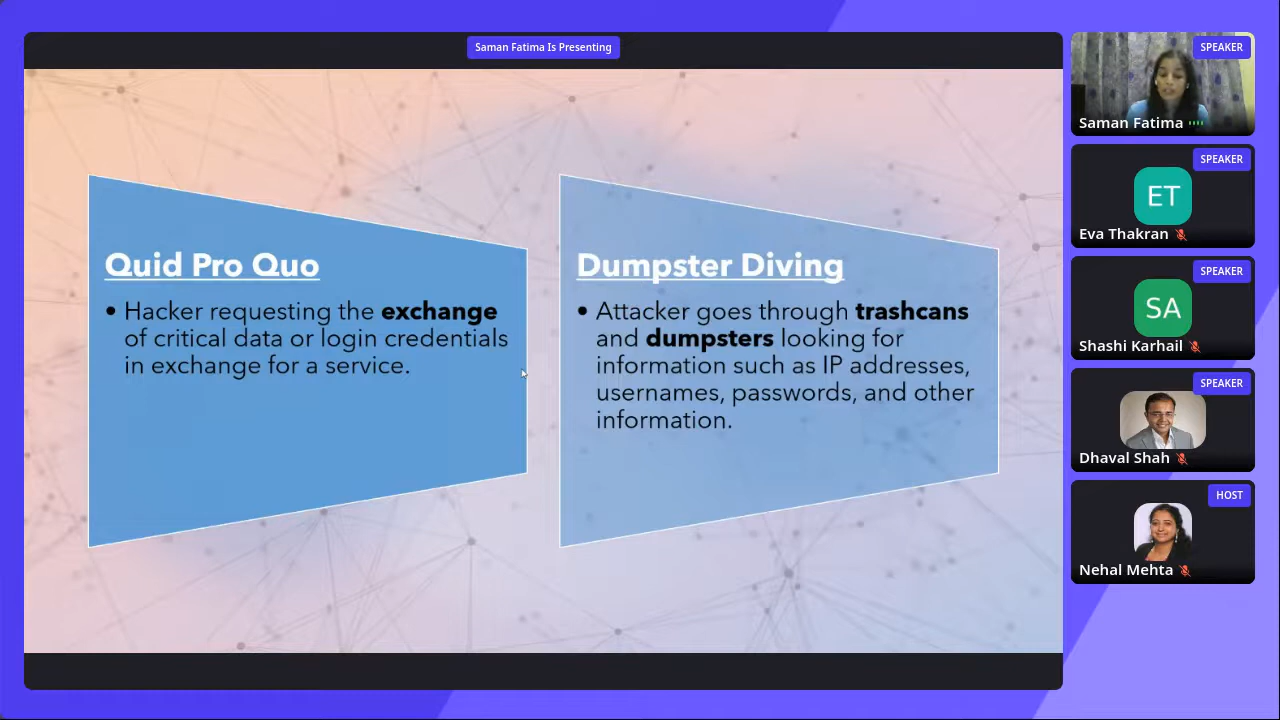 Saman Fatima Is Presenting
Quid Pro Quo
• Hacker requesting the exchange
of critical data or login credentials
in exchange for a service.
Dumpster Diving
• Attacker goes through trashcans
and dumpsters looking for
information such as IP addresses,
usernames, passwords, and other
information.
SPEAKER
Saman Fatima
SPEAKER
ET
Eva Thakran
SPEAKER
SA
Shashi Karhail
SPEAKER
Dhaval Shah
HOST
Nehal Mehta